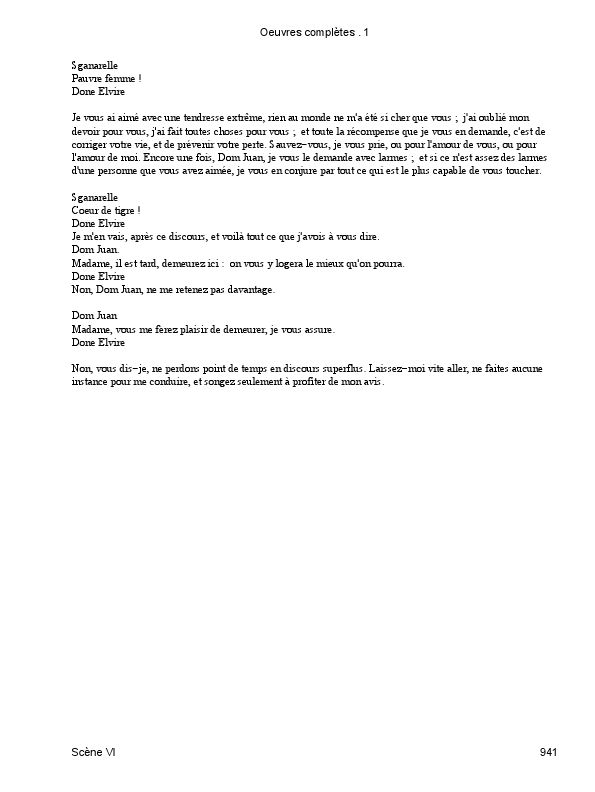 Oeuvres complètes . 1
Sganarelle
Pauvre femme !
Done Elvire
Je vous ai aimé avec une tendresse extrême, rien au monde ne m'a été si cher que vous ; j'ai oublié mon
devoir pour vous, j'ai fait toutes choses pour vous ; et toute la récompense que je vous en demande, c'est de
corriger votre vie, et de prévenir votre perte. Sauvez−vous, je vous prie, ou pour l'amour de vous, ou pour
l'amour de moi. Encore une fois, Dom Juan, je vous le demande avec larmes ; et si ce n'est assez des larmes
d'une personne que vous avez aimée, je vous en conjure par tout ce qui est le plus capable de vous toucher.
Sganarelle
Coeur de tigre !
Done Elvire
Je m'en vais, après ce discours, et voilà tout ce que j'avois à vous dire.
Dom Juan.
Madame, il est tard, demeurez ici : on vous y logera le mieux qu'on pourra.
Done Elvire
Non, Dom Juan, ne me retenez pas davantage.
Dom Juan
Madame, vous me ferez plaisir de demeurer, je vous assure.
Done Elvire
Non, vous dis−je, ne perdons point de temps en discours superflus. Laissez−moi vite aller, ne faites aucune
instance pour me conduire, et songez seulement à profiter de mon avis.
Scène VI
941